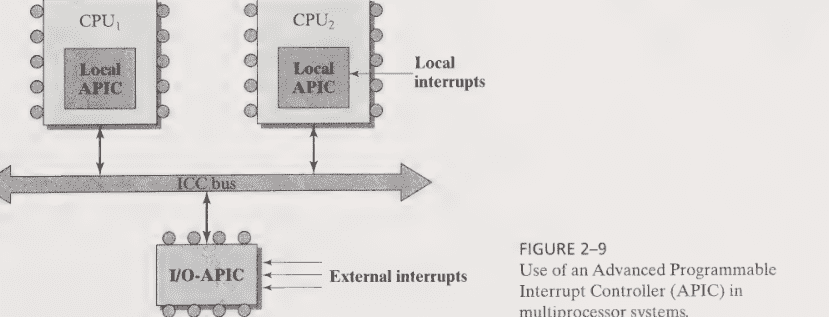 CPU1
CPU2
Local
APIC
Local
APIC
Local
interrupts
ICC bus
I/O-APIC
External interrupts
FIGURE 2–9
Use of an Advanced Programmable
Interrupt Controller (APIC) in
multiprocessor systems.